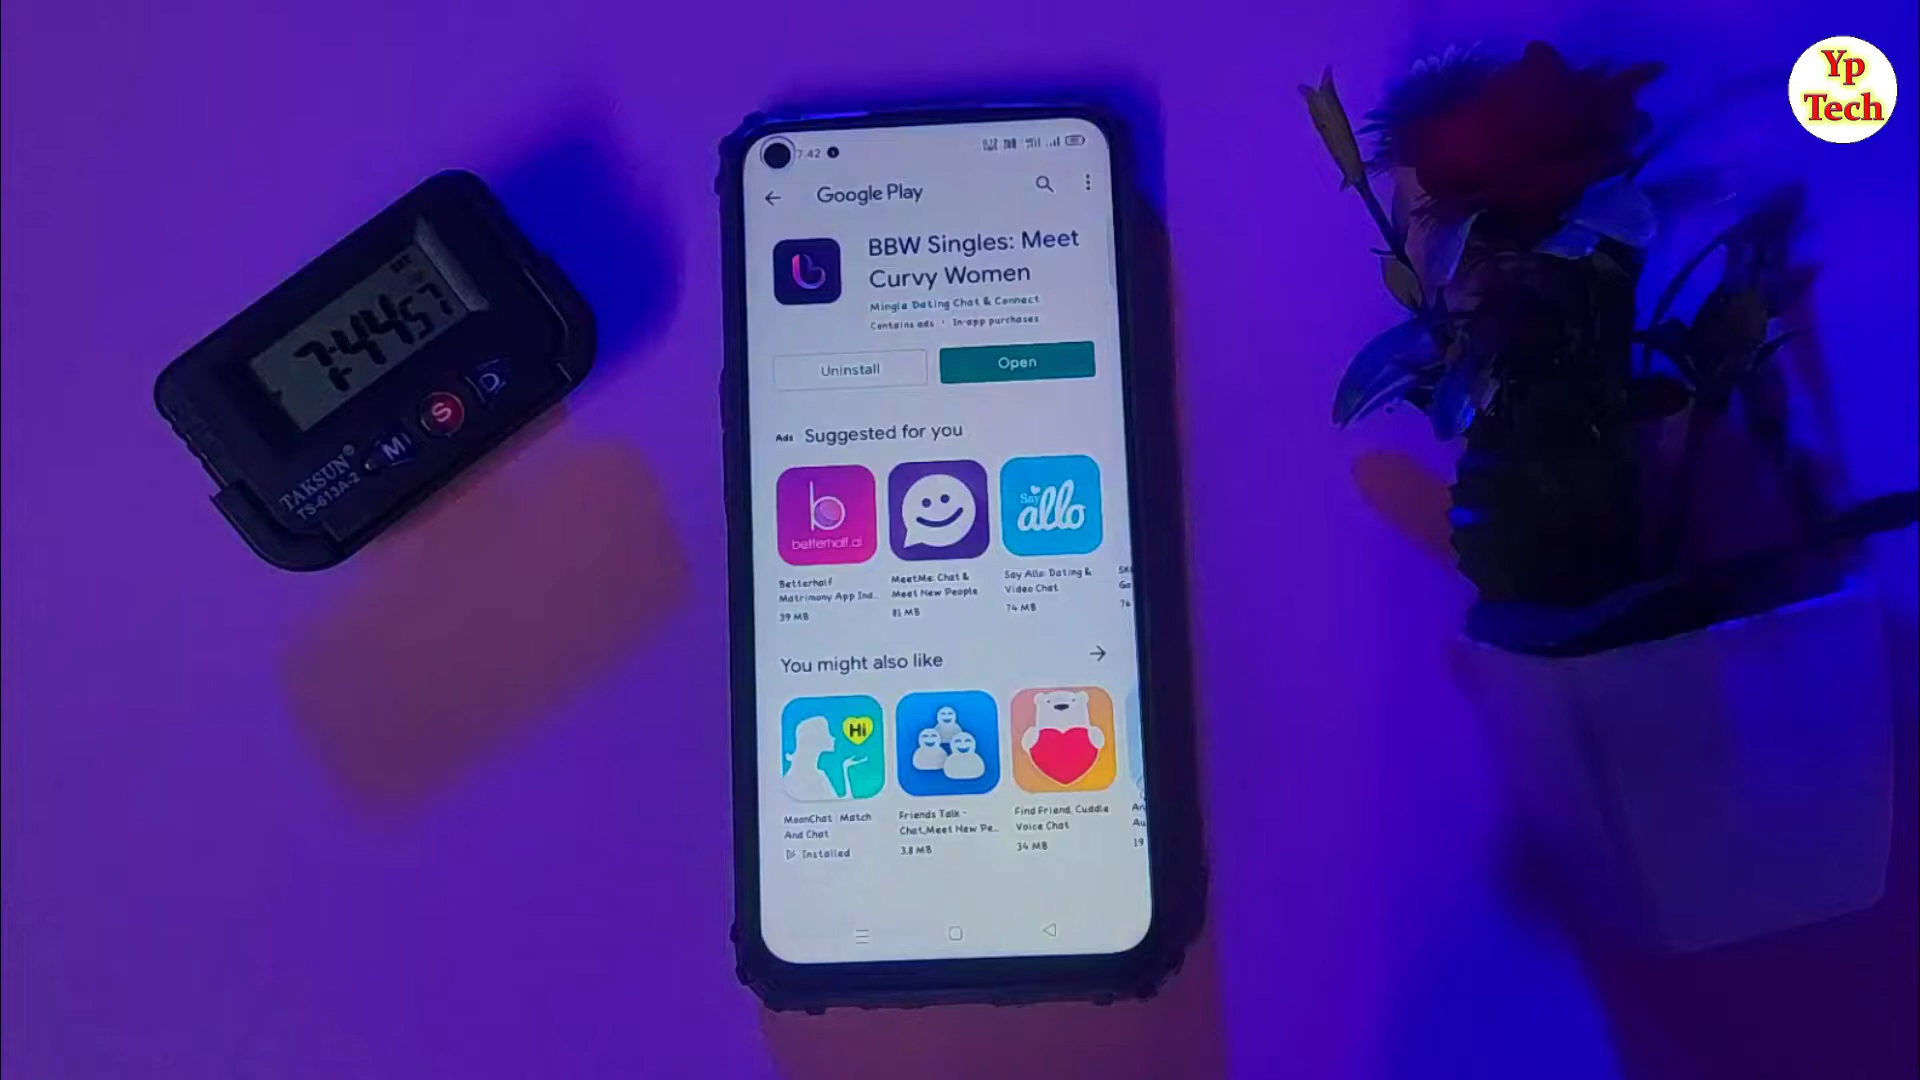 Yp
Tech
7:42
Google Play
BBW Singles: Meet
Curvy Women
Mingle Dating Chat & Connect
Contains ads · In-app purchases
Uninstall
Open
Ads Suggested for you
betterhalf.ai
Say
allo
Betterhalf
Matrimony App Ind...
39 MB
MeetMe: Chat &
Meet New People
81 MB
Say Allo: Dating &
Video Chat
74 MB
You might also like
Hi
MoonChat Match
And Chat
Installed
Friends Talk -
Chat,Meet New Pe...
3.8 MB
Find Friend, Cuddle
Voice Chat
34 MB
An
Au
19
7:44 57
M
S
D
TAKSUN®
TS-613A-2